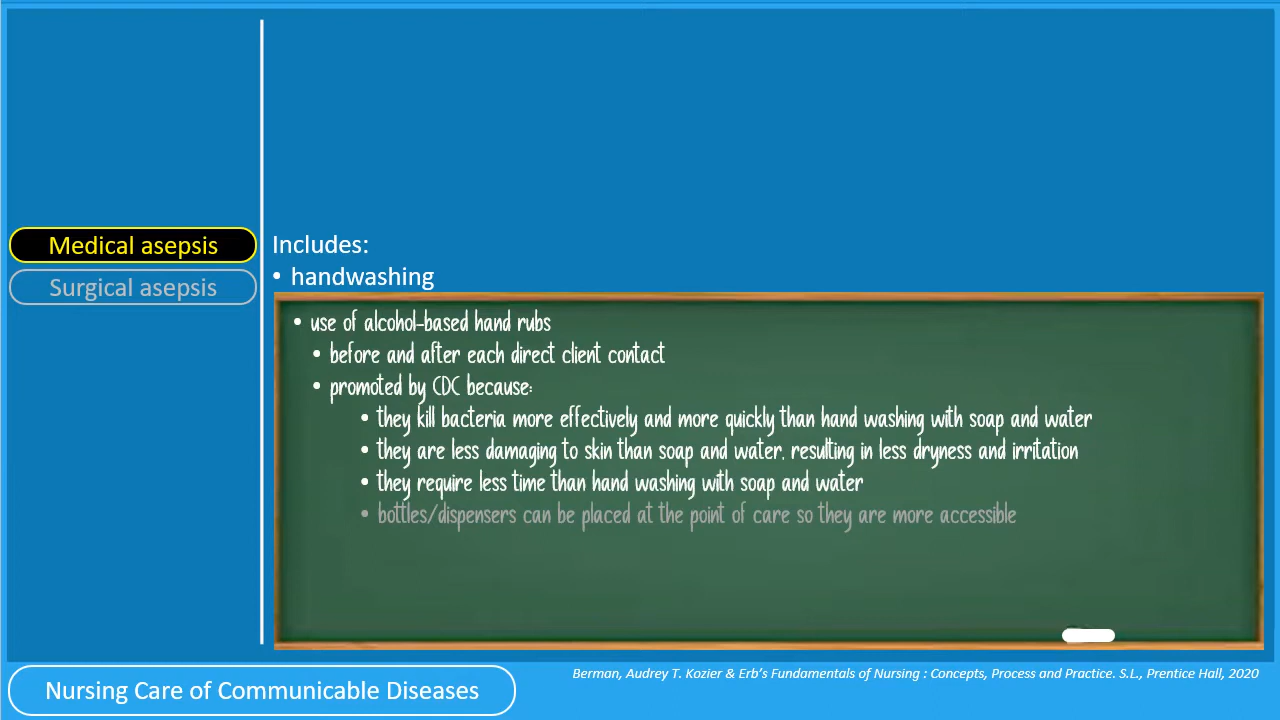 Medical asepsis
Surgical asepsis
Includes:
• handwashing
• use of alcohol-based hand rubs
• before and after each direct client contact
• promoted by CDC because:
• they kill bacteria more effectively and more quickly than hand washing with soap and water
• they are less damaging to skin than soap and water, resulting in less dryness and irritation
• they require less time than hand washing with soap and water
• bottles/dispensers can be placed at the point of care so they are more accessible
Nursing Care of Communicable Diseases
Berman, Audrey T. Kozier & Erb's Fundamentals of Nursing : Concepts, Process and Practice. S.L., Prentice Hall, 2020